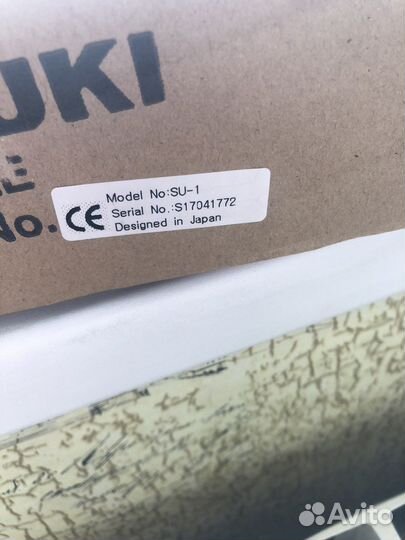 UKI
E
No.
CE
Model No:SU-1
Serial No.:S17041772
Designed in Japan
Avito